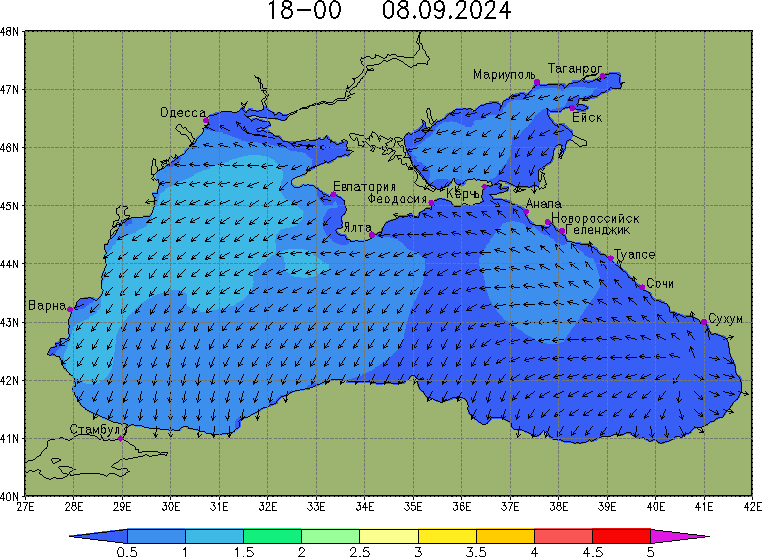 18-00 08.09.2024
48N
47N
46N
45N
44N
43N
42N
41N
40N
Таганрог
Мариуполь
Ейск
Одесса
Евпатория
Керчь
Феодосия
Анапа
Новороссийск
Ялта
Геленджик
Туапсе
Сочи
Варна
Сухум
Стамбул
27E 28E 29E 30E 31E 32E 33E 34E 35E 36E 37E 38E 39E 40E 41E 42E
0.5 1 1.5 2 2.5 3 3.5 4 4.5 5